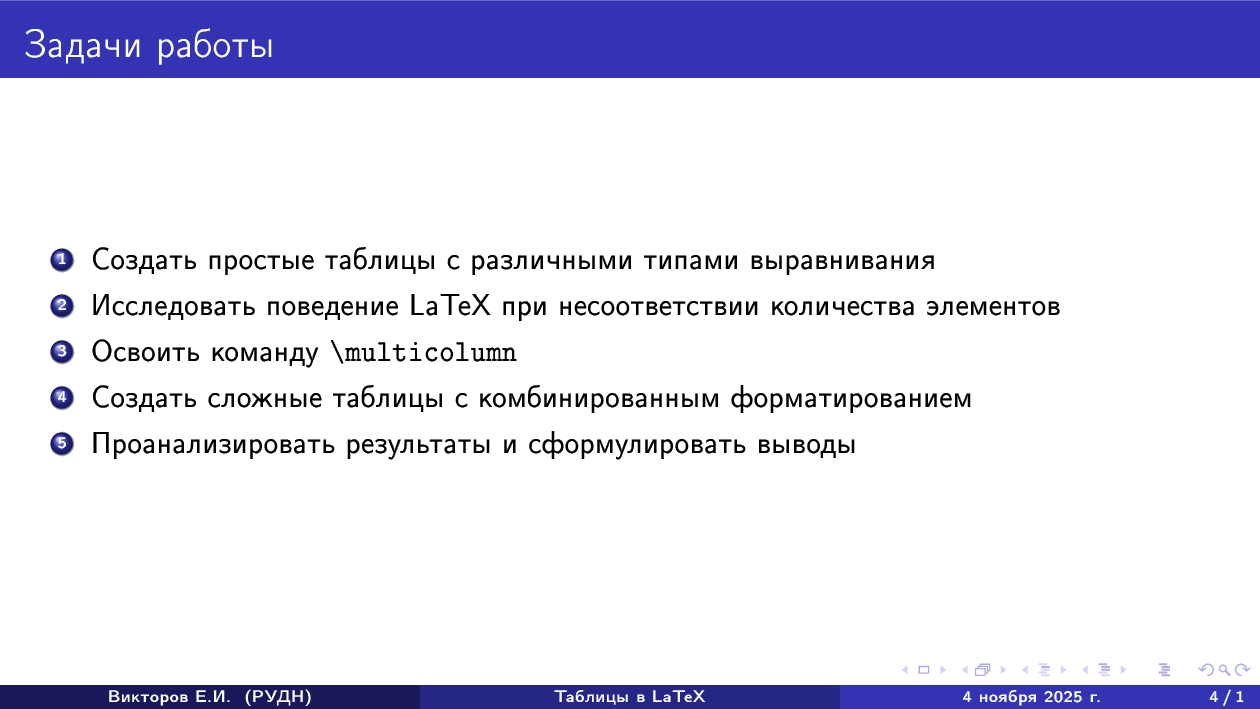 Задачи работы
1 Создать простые таблицы с различными типами выравнивания
2 Исследовать поведение LaTeX при несоответствии количества элементов
3 Освоить команду \multicolumn
4 Создать сложные таблицы с комбинированным форматированием
5 Проанализировать результаты и сформулировать выводы
Викторов Е.И. (РУДН) Таблицы в LaTeX 4 ноября 2025 г. 4 / 1